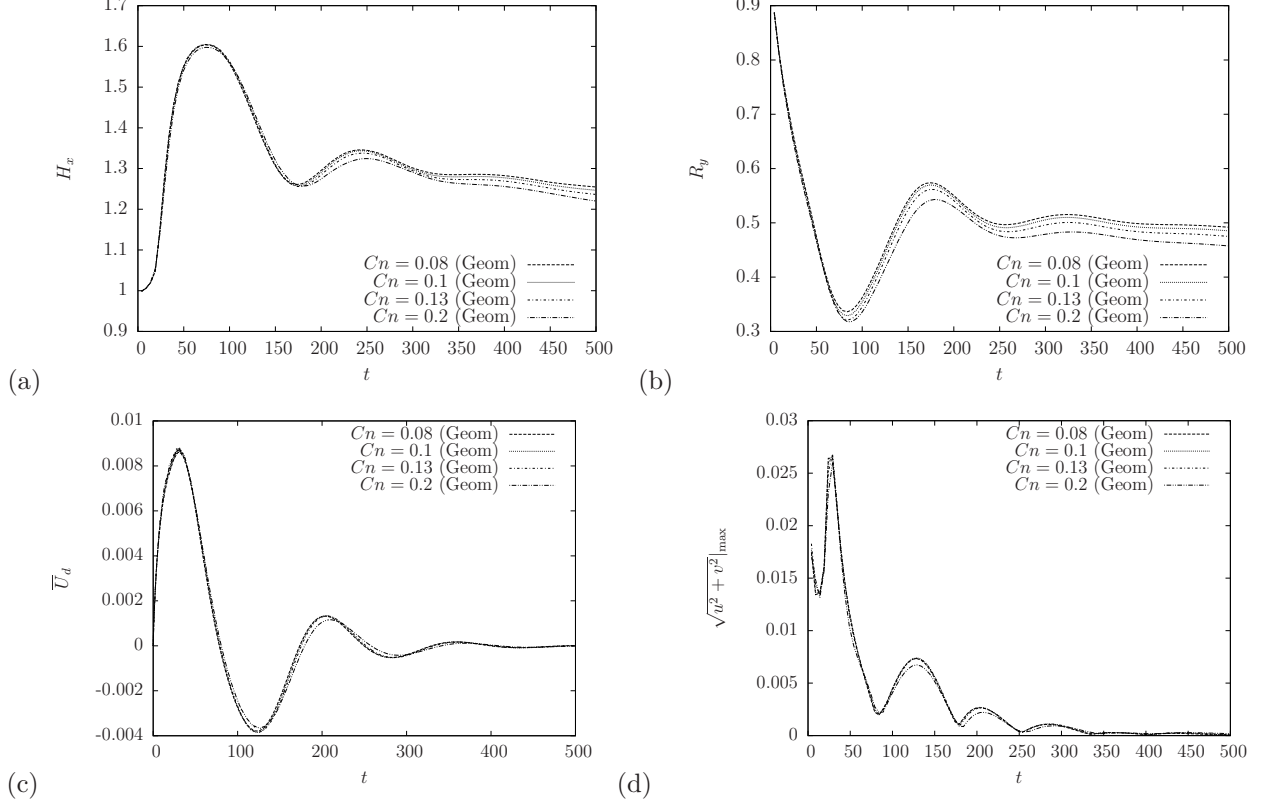 1.7
1.6
1.5
1.4
1.3
1.2
1.1
1
0.9
H_x
Cn = 0.08 (Geom)
Cn = 0.1 (Geom)
Cn = 0.13 (Geom)
Cn = 0.2 (Geom)
0 50 100 150 200 250 300 350 400 450 500
t
(a)
0.9
0.8
0.7
0.6
0.5
0.4
0.3
R_y
Cn = 0.08 (Geom)
Cn = 0.1 (Geom)
Cn = 0.13 (Geom)
Cn = 0.2 (Geom)
0 50 100 150 200 250 300 350 400 450 500
t
(b)
0.01
0.008
0.006
0.004
0.002
0
-0.002
-0.004
U̅_d
Cn = 0.08 (Geom)
Cn = 0.1 (Geom)
Cn = 0.13 (Geom)
Cn = 0.2 (Geom)
0 100 200 300 400 500
t
(c)
0.03
0.025
0.02
0.015
0.01
0.005
0
√(u² + v²)|_max
Cn = 0.08 (Geom)
Cn = 0.1 (Geom)
Cn = 0.13 (Geom)
Cn = 0.2 (Geom)
0 50 100 150 200 250 300 350 400 450 500
t
(d)